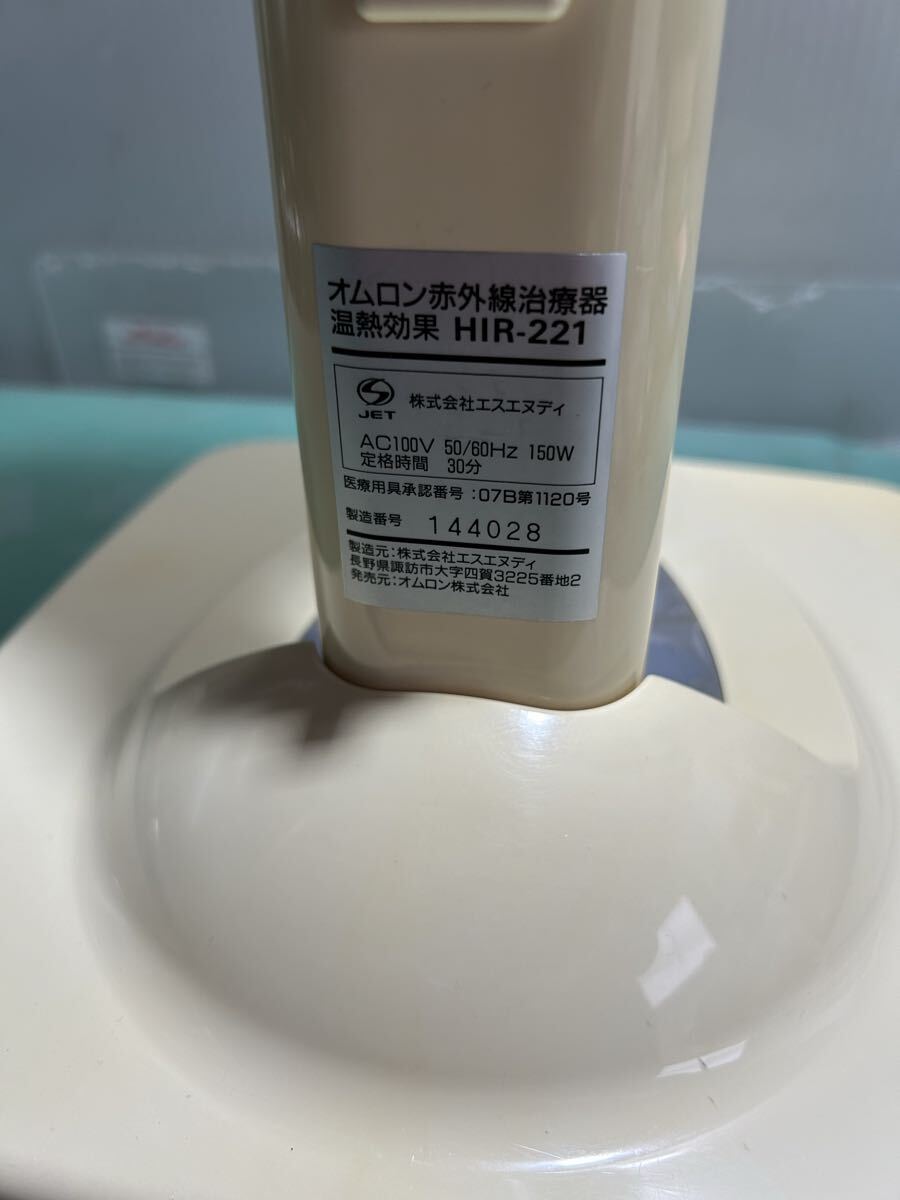 オムロン赤外線治療器
温熱効果 HIR-221
JET 株式会社エスエヌディ
AC100V 50/60Hz 150W
定格時間 30分
医療用具承認番号:07B第1120号
製造番号 144028
製造元:株式会社エスエヌディ
長野県諏訪市大字四賀3225番地2
発売元:オムロン株式会社